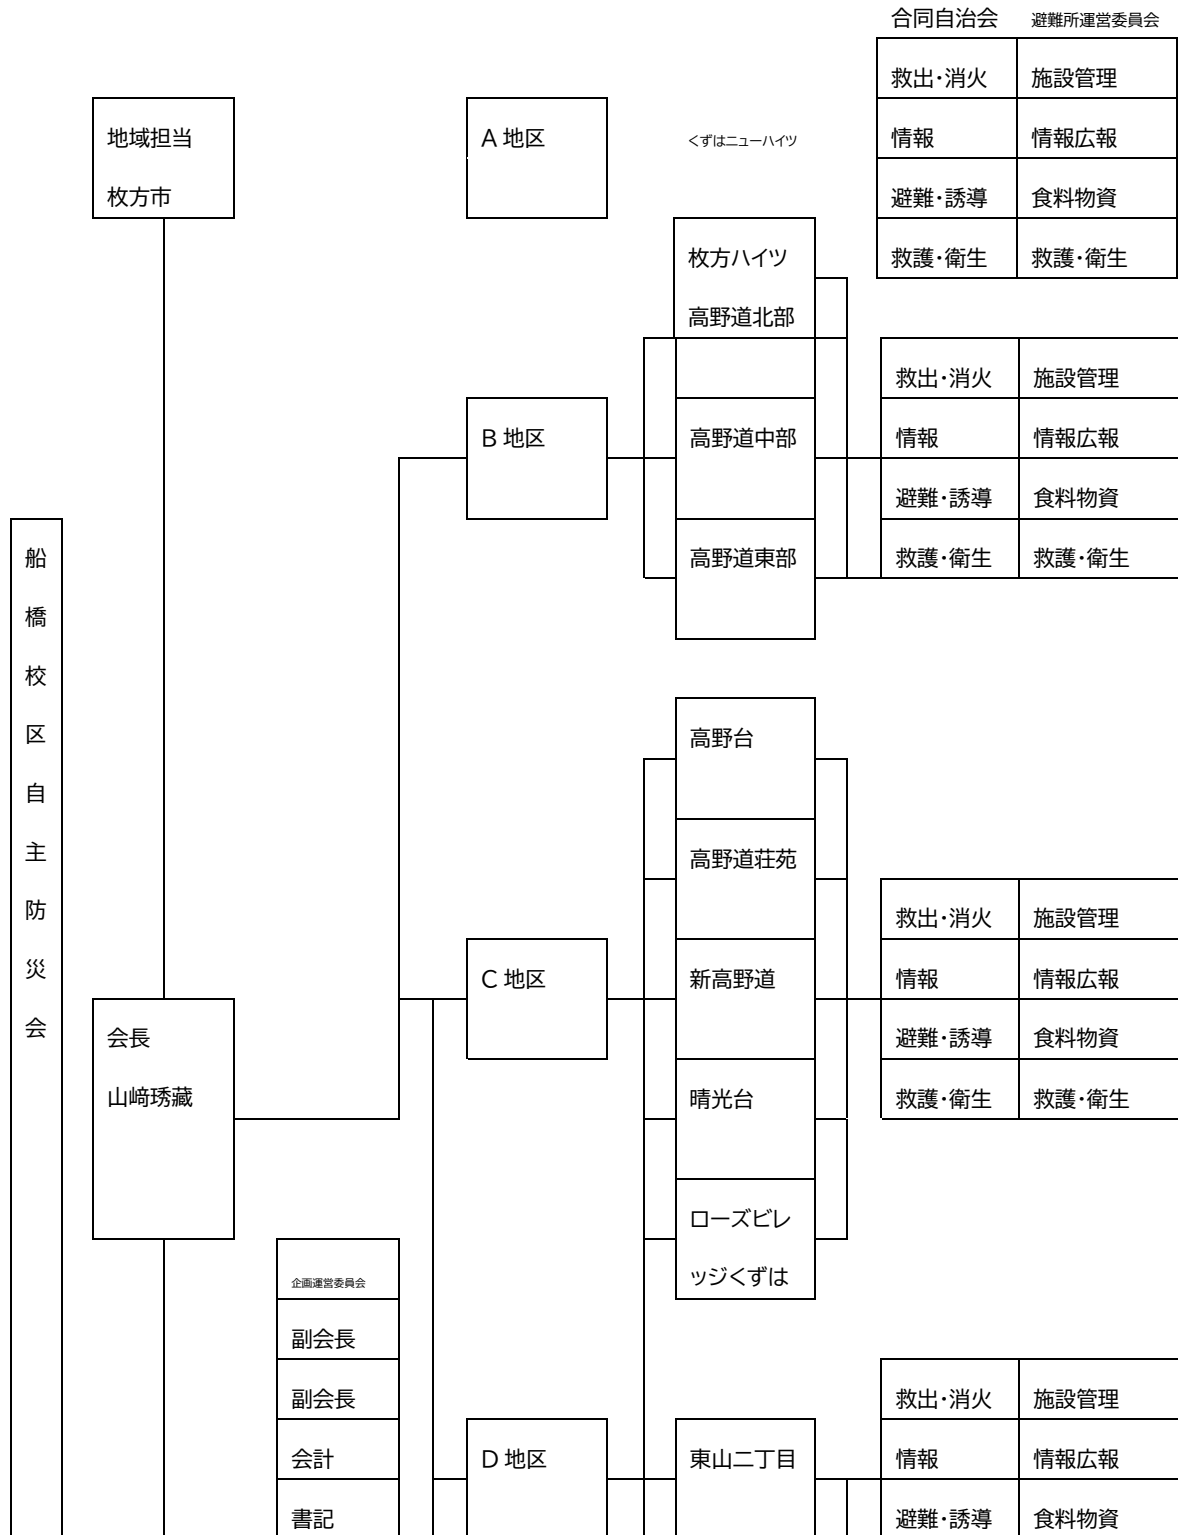 合同自治会 避難所運営委員会
救出・消火 施設管理
地域担当
枚方市
A 地区
くずはニューハイツ
情報 情報広報
避難・誘導 食料物資
救護・衛生 救護・衛生
枚方ハイツ
高野道北部
救出・消火 施設管理
B 地区
高野道中部
情報 情報広報
避難・誘導 食料物資
高野道東部
救護・衛生 救護・衛生
船橋校区自主防災会
高野台
高野道荘苑
救出・消火 施設管理
C 地区
新高野道
情報 情報広報
会長
山﨑琇藏
避難・誘導 食料物資
晴光台
救護・衛生 救護・衛生
ローズビレ
ッジくずは
企画運営委員会
副会長
副会長
救出・消火 施設管理
会計
D 地区
東山二丁目
情報 情報広報
書記
避難・誘導 食料物資